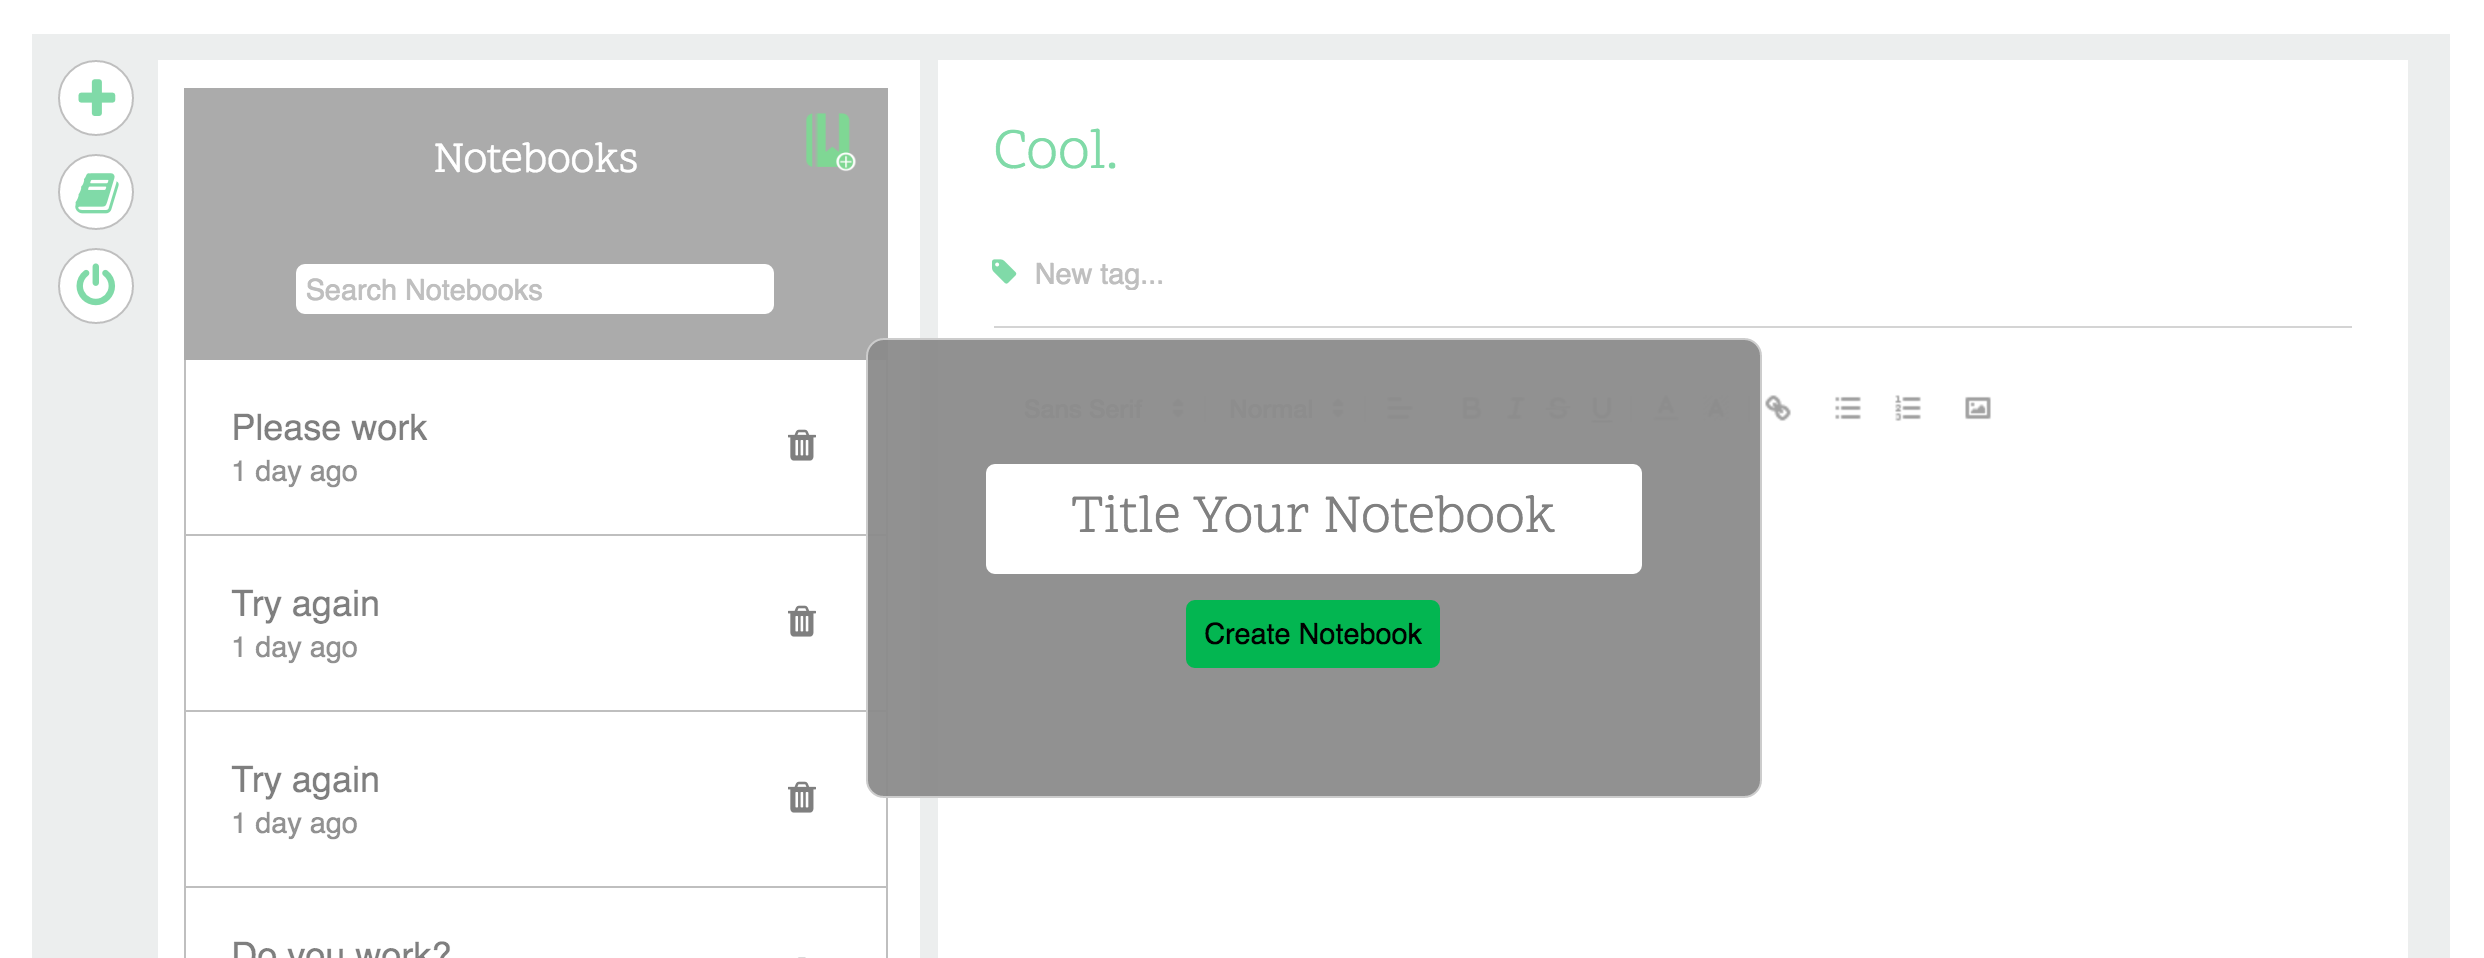 Notebooks
Search Notebooks
Please work
1 day ago
Try again
1 day ago
Try again
1 day ago
Do you work?
Cool.
New tag...
Sans Serif
Normal
B I S U A A
Title Your Notebook
Create Notebook